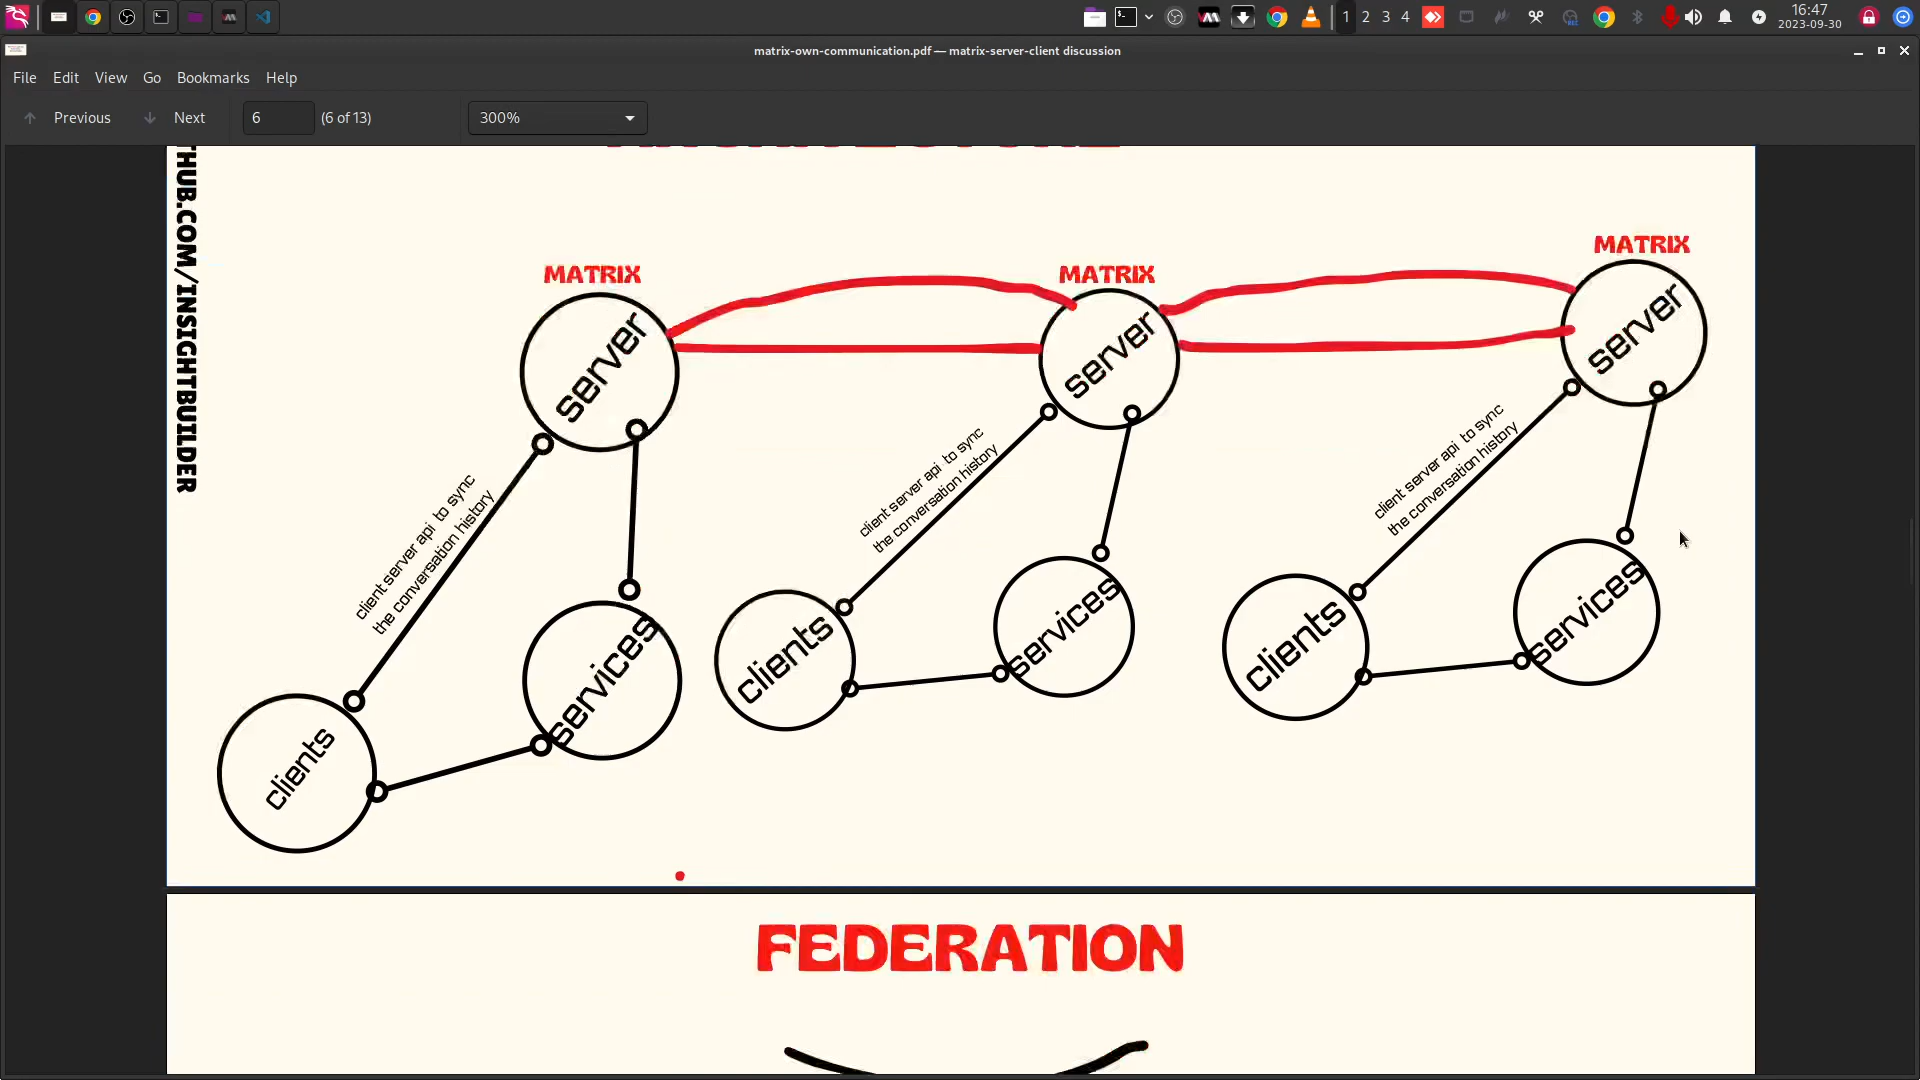 1 2 3 4
16:47
2023-09-30
matrix-own-communication.pdf — matrix-server-client discussion
File Edit View Go Bookmarks Help
Previous Next 6 (6 of 13) 300%
HUB.COM/INSIGHTBUILDER
MATRIX
MATRIX
MATRIX
server
server
server
client server api to sync
the conversation history
client server api to sync
the conversation history
client server api to sync
the conversation history
clients
services
clients
services
clients
services
FEDERATION